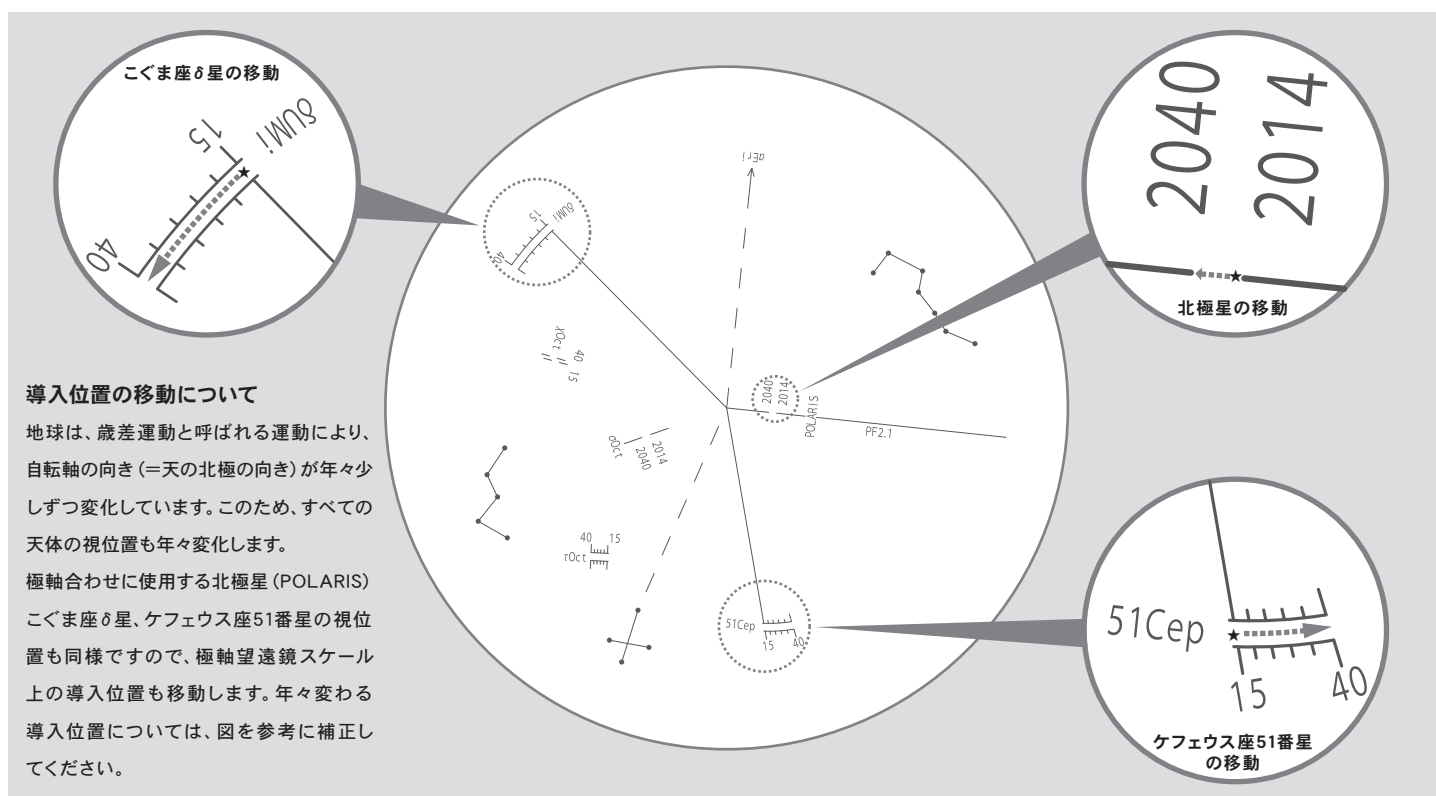 こぐま座δ星の移動
δUMi
15
40
導入位置の移動について
地球は、歳差運動と呼ばれる運動により、
自転軸の向き（＝天の北極の向き）が年々少
しずつ変化しています。このため、すべての
天体の視位置も年々変化します。
極軸合わせに使用する北極星（POLARIS）
こぐま座δ星、ケフェウス座51番星の視位
置も同様ですので、極軸望遠鏡スケール
上の導入位置も移動します。年々変わる
導入位置については、図を参考に補正し
てください。
αEri
δUMi
15
40
χOct
40
15
2040
2014
POLARIS
PF2.1
σOct
2014
2040
40
15
τOct
51Cep
15
40
2040
2014
北極星の移動
51Cep
15
40
ケフェウス座51番星
の移動